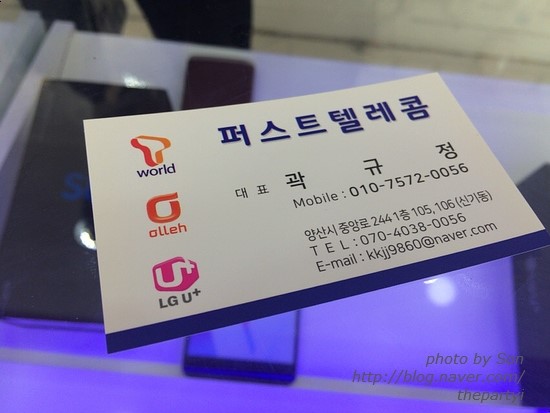 퍼스트텔레콤
T world
olleh
U+
LG U+
대 표 곽 규 정
Mobile : 010-7572-0056
양산시 중앙로 244 1층 105, 106 (신기동)
T E L : 070-4038-0056
E-mail : kkjj9860@naver.com
photo by Sen
http://blog.naver.com/
thepartyi